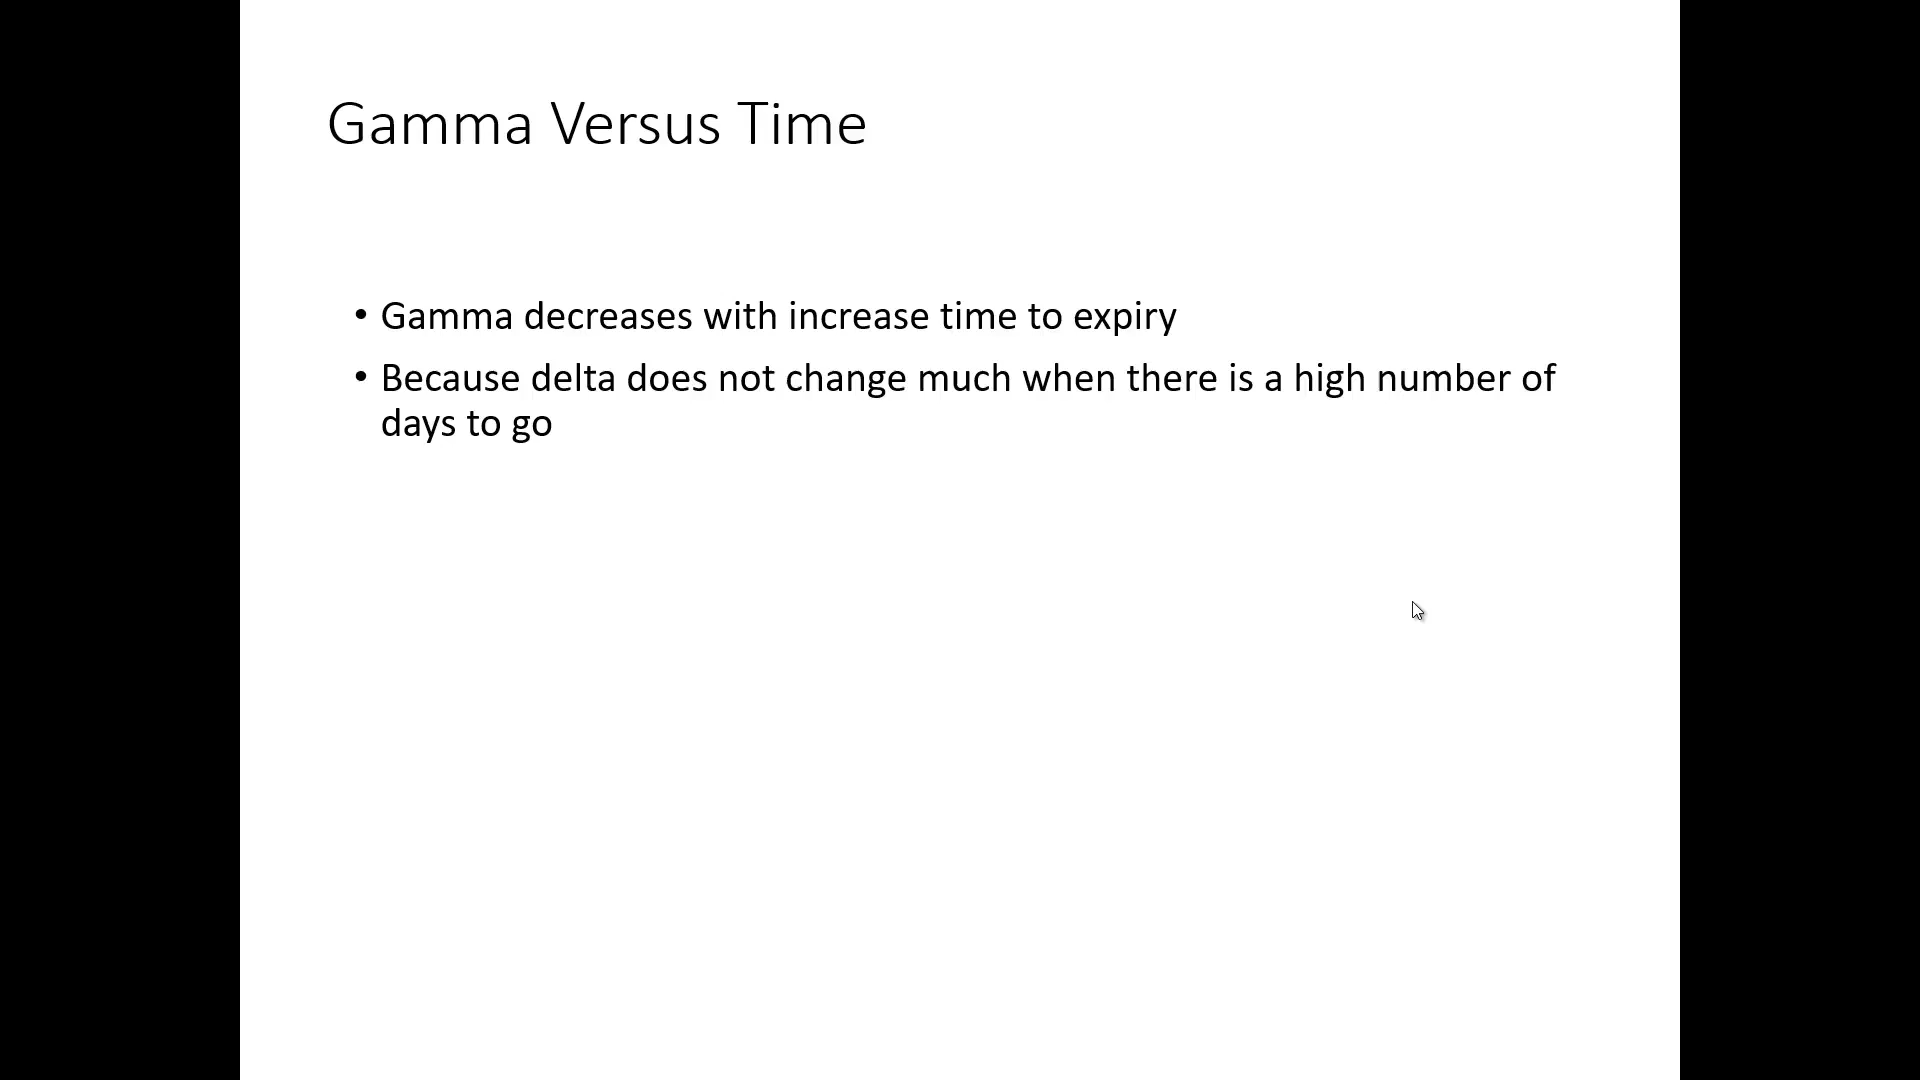 Gamma Versus Time
• Gamma decreases with increase time to expiry
• Because delta does not change much when there is a high number of
days to go